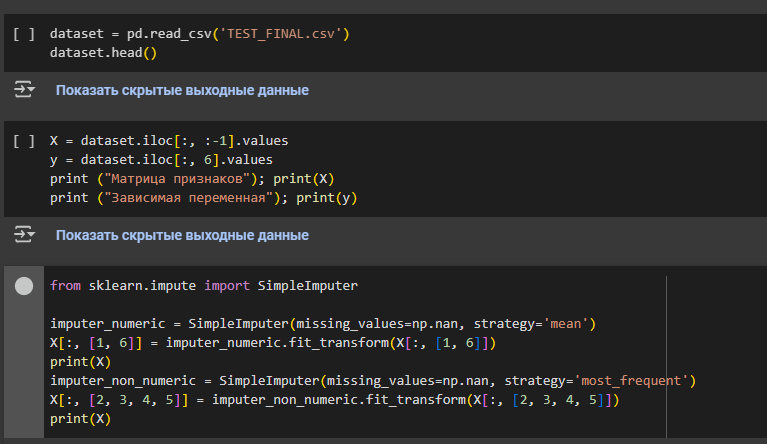 [ ] dataset = pd.read_csv('TEST_FINAL.csv')
dataset.head()
Показать скрытые выходные данные
[ ] X = dataset.iloc[:, :-1].values
y = dataset.iloc[:, 6].values
print ("Матрица признаков"); print(X)
print ("Зависимая переменная"); print(y)
Показать скрытые выходные данные
from sklearn.impute import SimpleImputer
imputer_numeric = SimpleImputer(missing_values=np.nan, strategy='mean')
X[:, [1, 6]] = imputer_numeric.fit_transform(X[:, [1, 6]])
print(X)
imputer_non_numeric = SimpleImputer(missing_values=np.nan, strategy='most_frequent')
X[:, [2, 3, 4, 5]] = imputer_non_numeric.fit_transform(X[:, [2, 3, 4, 5]])
print(X)